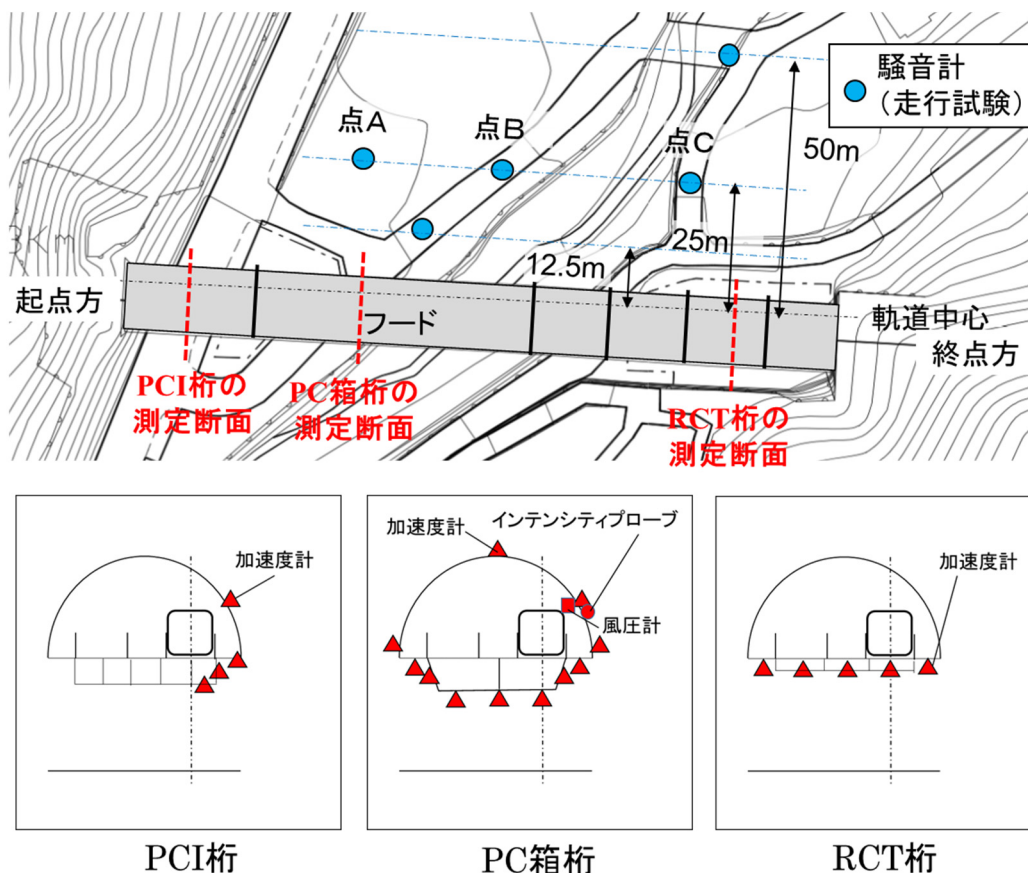 騒音計
(走行試験)
点A
点B
点C
50m
25m
12.5m
起点方
フード
軌道中心
終点方
PCI桁の
測定断面
PC箱桁の
測定断面
RCT桁の
測定断面
加速度計
加速度計
インテンシティプローブ
風圧計
加速度計
PCI桁
PC箱桁
RCT桁